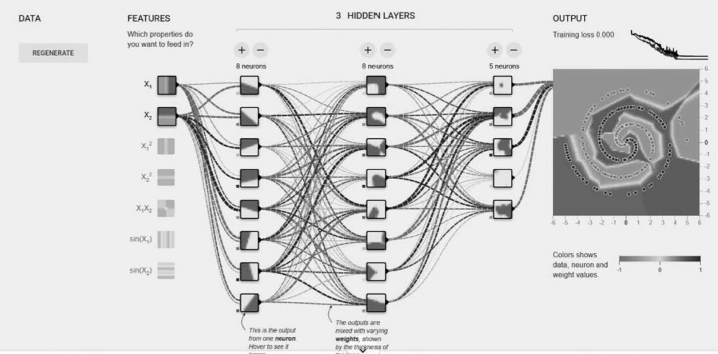 DATA
FEATURES
3 HIDDEN LAYERS
OUTPUT
Which properties do
you want to feed in?
Training loss 0.000
REGENERATE
+ −
+ −
+ −
8 neurons
8 neurons
5 neurons
X₁
X₂
X₁²
X₂²
X₁X₂
sin(X₁)
sin(X₂)
6
5
4
3
2
1
0
-1
-2
-3
-4
-5
-6
-6 -5 -4 -3 -2 -1 0 1 2 3 4 5 6
Colors shows
data, neuron and
weight values.
-1 0 1
This is the output
from one neuron.
Hover to see it
The outputs are
mixed with varying
weights, shown
by the thickness of